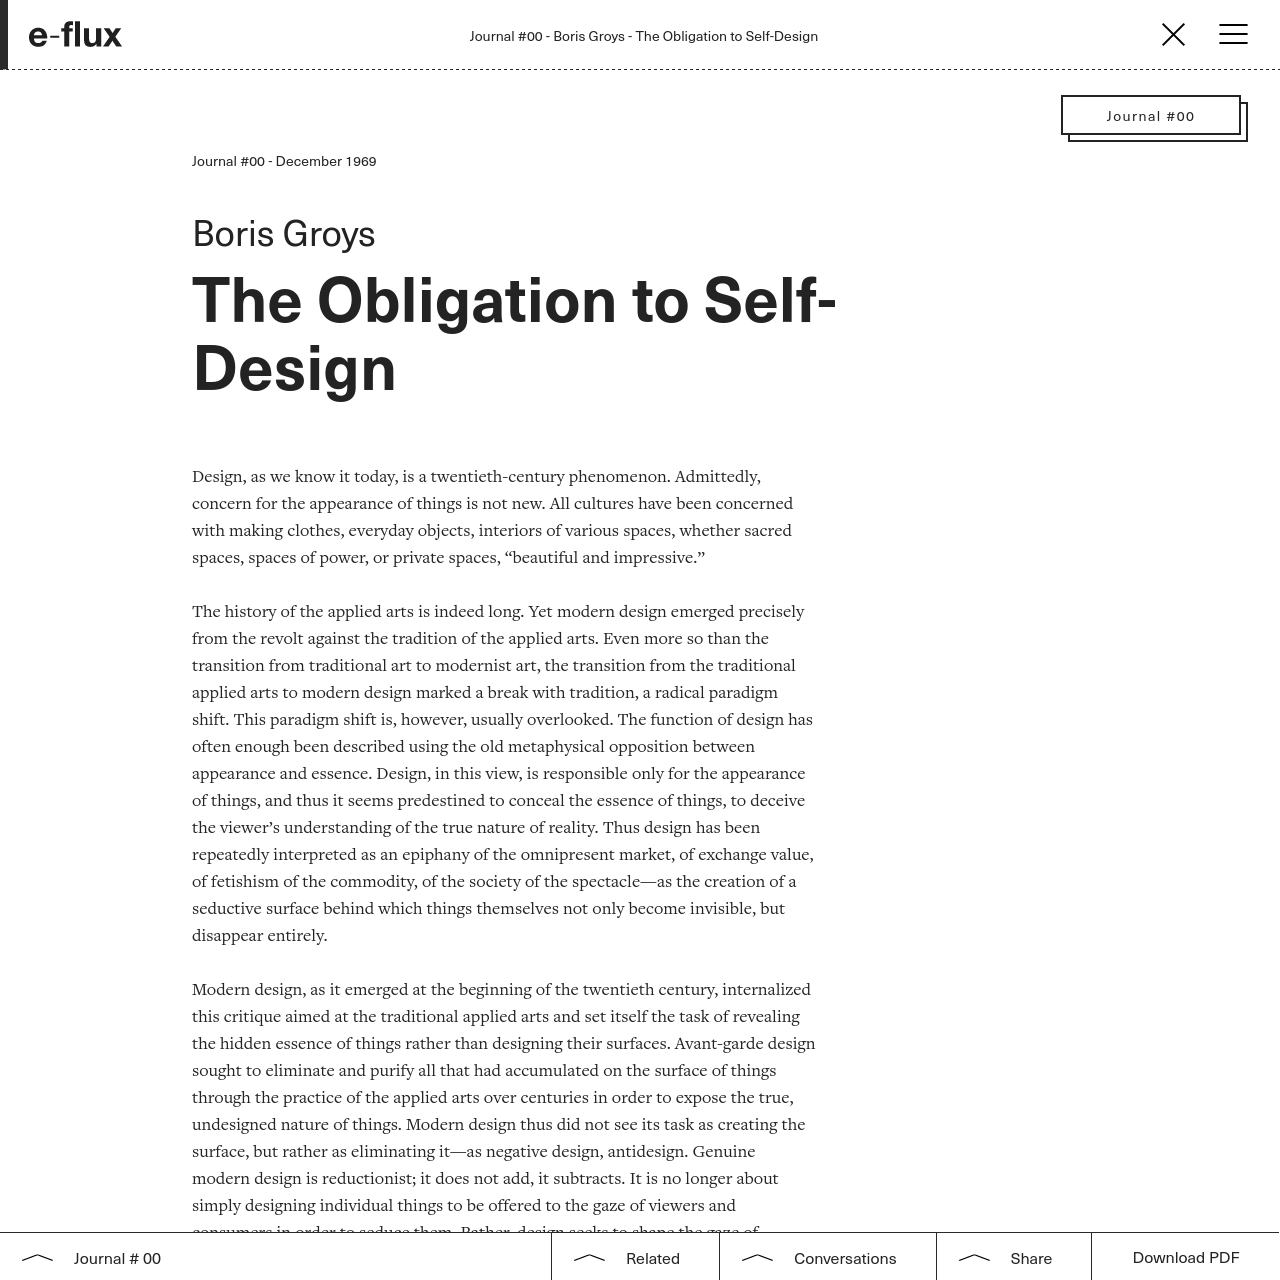 e-flux
Journal #00 - Boris Groys - The Obligation to Self-Design
Journal #00
Journal #00 - December 1969
Boris Groys
The Obligation to Self-
Design
Design, as we know it today, is a twentieth-century phenomenon. Admittedly,
concern for the appearance of things is not new. All cultures have been concerned
with making clothes, everyday objects, interiors of various spaces, whether sacred
spaces, spaces of power, or private spaces, “beautiful and impressive.”
The history of the applied arts is indeed long. Yet modern design emerged precisely
from the revolt against the tradition of the applied arts. Even more so than the
transition from traditional art to modernist art, the transition from the traditional
applied arts to modern design marked a break with tradition, a radical paradigm
shift. This paradigm shift is, however, usually overlooked. The function of design has
often enough been described using the old metaphysical opposition between
appearance and essence. Design, in this view, is responsible only for the appearance
of things, and thus it seems predestined to conceal the essence of things, to deceive
the viewer’s understanding of the true nature of reality. Thus design has been
repeatedly interpreted as an epiphany of the omnipresent market, of exchange value,
of fetishism of the commodity, of the society of the spectacle—as the creation of a
seductive surface behind which things themselves not only become invisible, but
disappear entirely.
Modern design, as it emerged at the beginning of the twentieth century, internalized
this critique aimed at the traditional applied arts and set itself the task of revealing
the hidden essence of things rather than designing their surfaces. Avant-garde design
sought to eliminate and purify all that had accumulated on the surface of things
through the practice of the applied arts over centuries in order to expose the true,
undesigned nature of things. Modern design thus did not see its task as creating the
surface, but rather as eliminating it—as negative design, antidesign. Genuine
modern design is reductionist; it does not add, it subtracts. It is no longer about
simply designing individual things to be offered to the gaze of viewers and
consumers in order to seduce them. Rather, design seeks to shape the gaze of
Journal # 00
Related
Conversations
Share
Download PDF